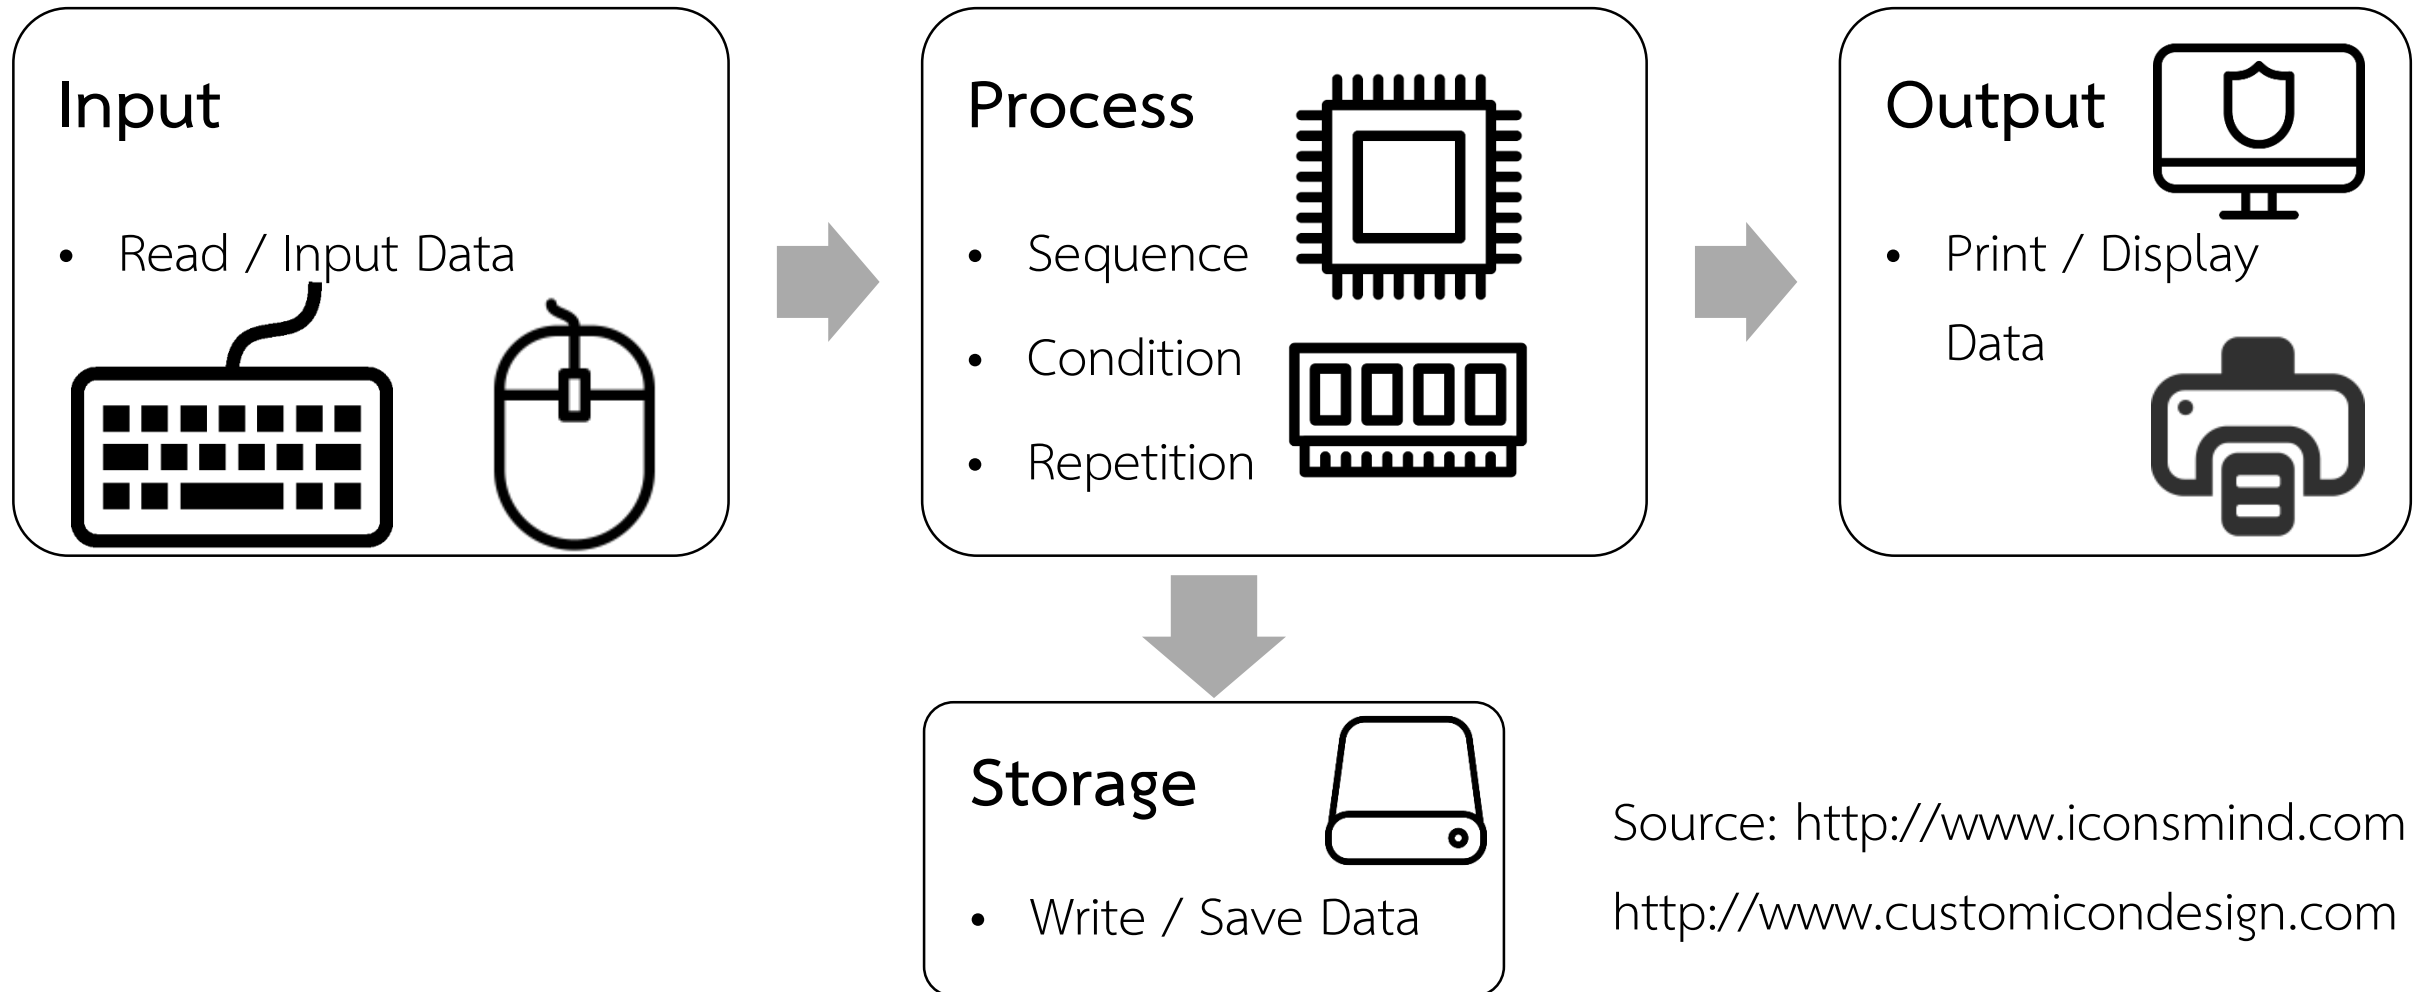 Input
• Read / Input Data
Process
• Sequence
• Condition
• Repetition
Output
• Print / Display
Data
Storage
• Write / Save Data
Source: http://www.iconsmind.com
http://www.customicondesign.com